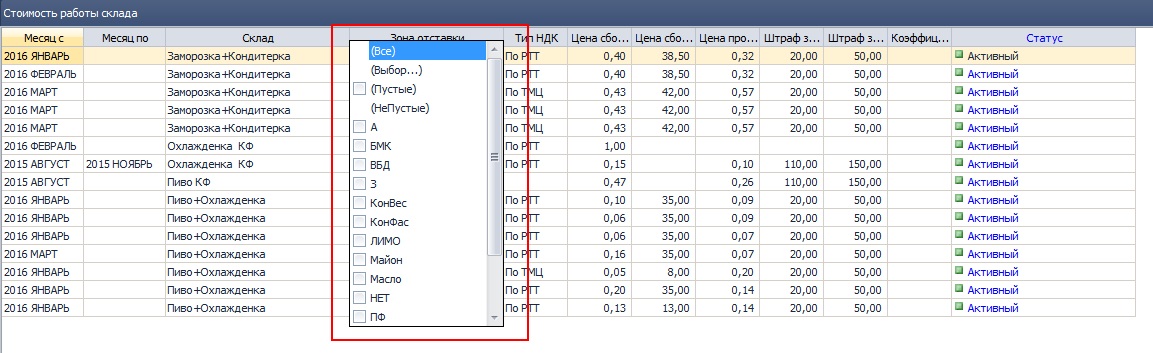 Стоимость работы склада
Месяц с Месяц по Склад Зона отставки Тип НДК Цена сбо... Цена сбо... Цена про... Штраф з... Штраф з... Коэффиц... Статус
2016 ЯНВАРЬ Заморозка+Кондитерка (Все) По РТТ 0,40 38,50 0,32 20,00 50,00 Активный
2016 ФЕВРАЛЬ Заморозка+Кондитерка (Выбор...) По РТТ 0,40 38,50 0,32 20,00 50,00 Активный
2016 МАРТ Заморозка+Кондитерка (Пустые) По ТМЦ 0,43 42,00 0,57 20,00 50,00 Активный
2016 МАРТ Заморозка+Кондитерка (НеПустые) По ТМЦ 0,43 42,00 0,57 20,00 50,00 Активный
2016 МАРТ Заморозка+Кондитерка А По ТМЦ 0,43 42,00 0,57 20,00 50,00 Активный
2016 ФЕВРАЛЬ Охлажденка КФ БМК По РТТ 1,00 Активный
2015 АВГУСТ 2015 НОЯБРЬ Охлажденка КФ ВБД По РТТ 0,15 0,10 110,00 150,00 Активный
2015 АВГУСТ Пиво КФ З 0,47 0,26 110,00 150,00 Активный
2016 ЯНВАРЬ Пиво+Охлажденка КонВес По РТТ 0,10 35,00 0,09 20,00 50,00 Активный
2016 ЯНВАРЬ Пиво+Охлажденка КонФас По РТТ 0,06 35,00 0,09 20,00 50,00 Активный
2016 ЯНВАРЬ Пиво+Охлажденка ЛИМО По РТТ 0,06 35,00 0,07 20,00 50,00 Активный
2016 МАРТ Пиво+Охлажденка Майон По РТТ 0,16 35,00 0,07 20,00 50,00 Активный
2016 ЯНВАРЬ Пиво+Охлажденка Масло По ТМЦ 0,05 8,00 0,20 20,00 50,00 Активный
2016 ЯНВАРЬ Пиво+Охлажденка НЕТ По РТТ 0,20 35,00 0,14 20,00 50,00 Активный
2016 ЯНВАРЬ Пиво+Охлажденка ПФ По РТТ 0,13 13,00 0,14 20,00 50,00 Активный